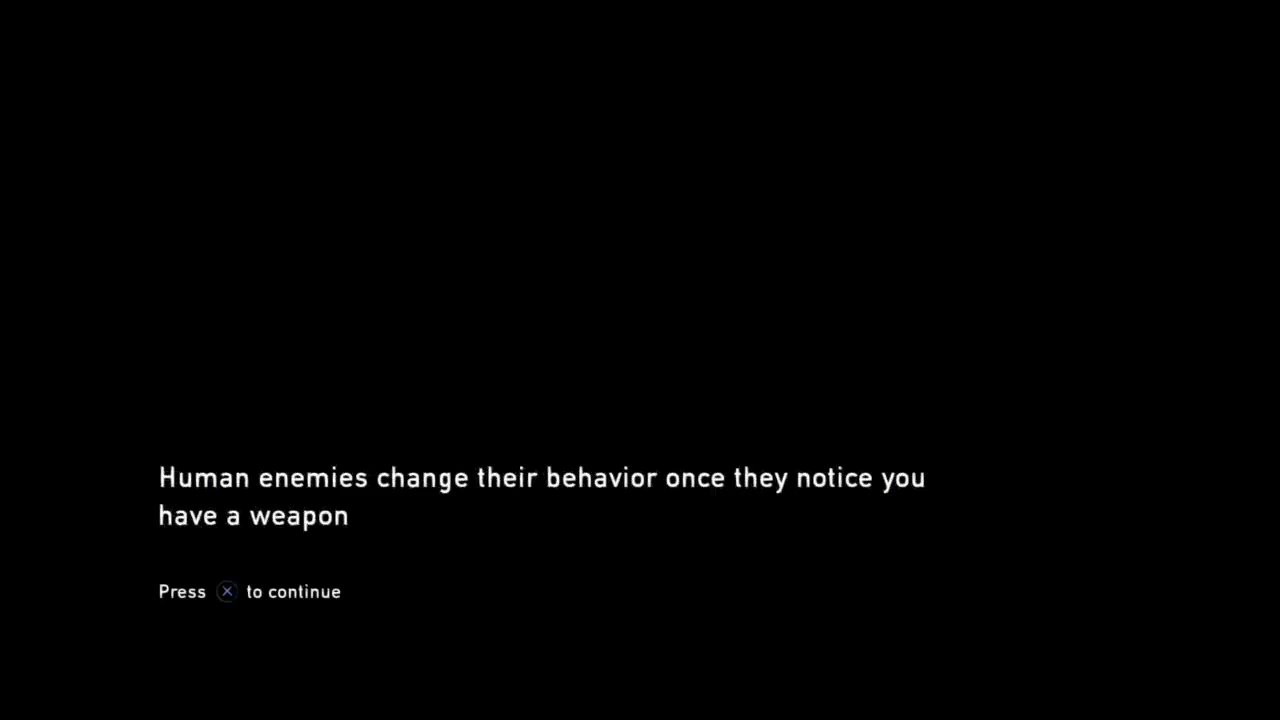 Human enemies change their behavior once they notice you
have a weapon
Press ⓧ to continue